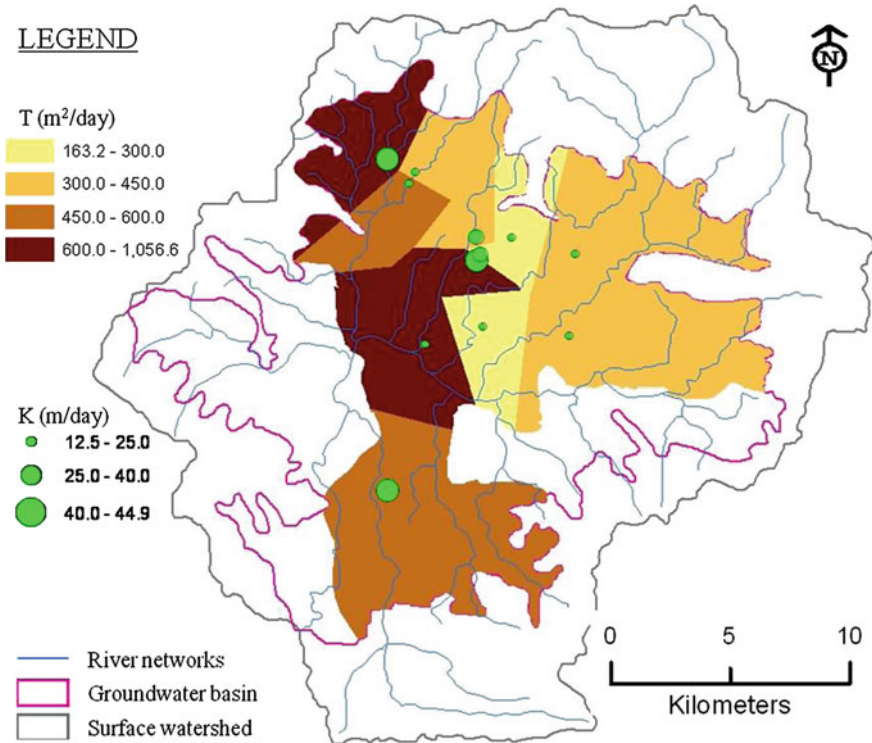 LEGEND
N
T (m²/day)
163.2 - 300.0
300.0 - 450.0
450.0 - 600.0
600.0 - 1,056.6
K (m/day)
12.5 - 25.0
25.0 - 40.0
40.0 - 44.9
River networks
Groundwater basin
Surface watershed
0 5 10
Kilometers